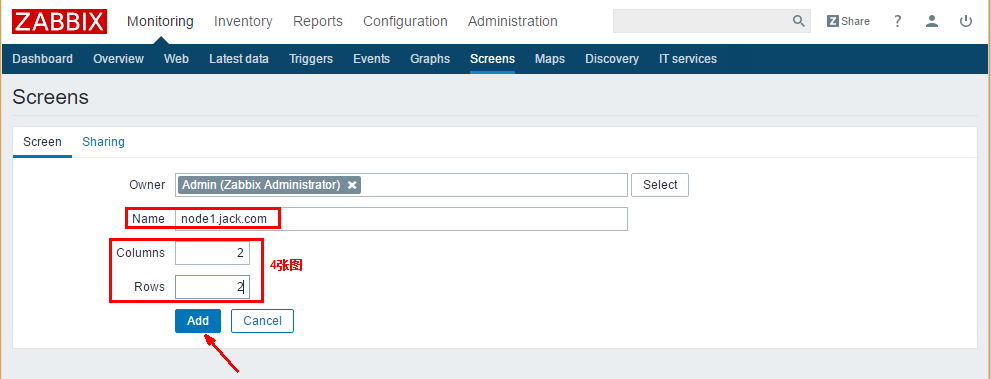 ZABBIX Monitoring Inventory Reports Configuration Administration Z Share ?
Dashboard Overview Web Latest data Triggers Events Graphs Screens Maps Discovery IT services
Screens
Screen Sharing
Owner Admin (Zabbix Administrator) Select
Name node1.jack.com
Columns 2
4张图
Rows 2
Add Cancel